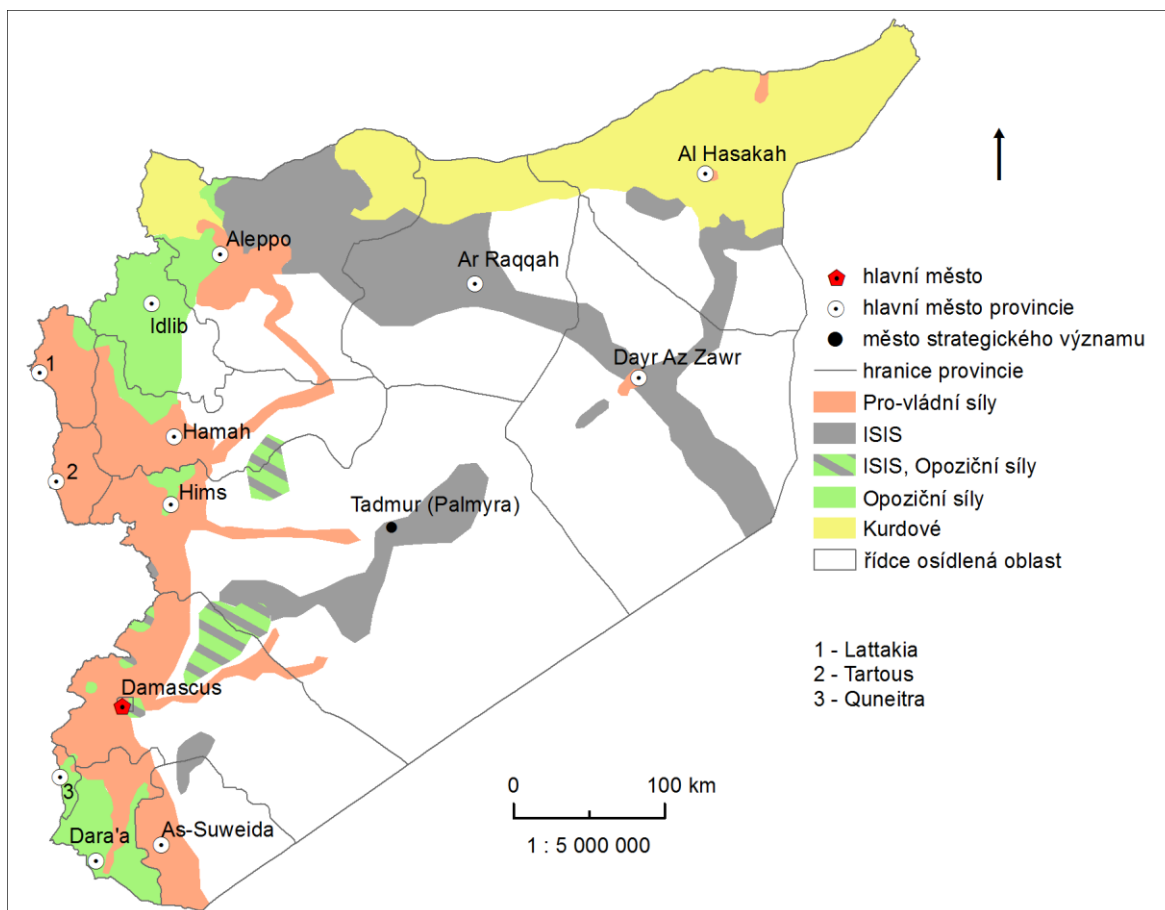 Al Hasakah
Aleppo
Ar Raqqah
Idlib
1
Dayr Az Zawr
Hamah
2
Hims
Tadmur (Palmyra)
Damascus
3
Dara'a
As-Suweida
hlavní město
hlavní město provincie
město strategického významu
hranice provincie
Pro-vládní síly
ISIS
ISIS, Opoziční síly
Opoziční síly
Kurdové
řídce osídlená oblast
1 - Lattakia
2 - Tartous
3 - Quneitra
0 100 km
1 : 5 000 000